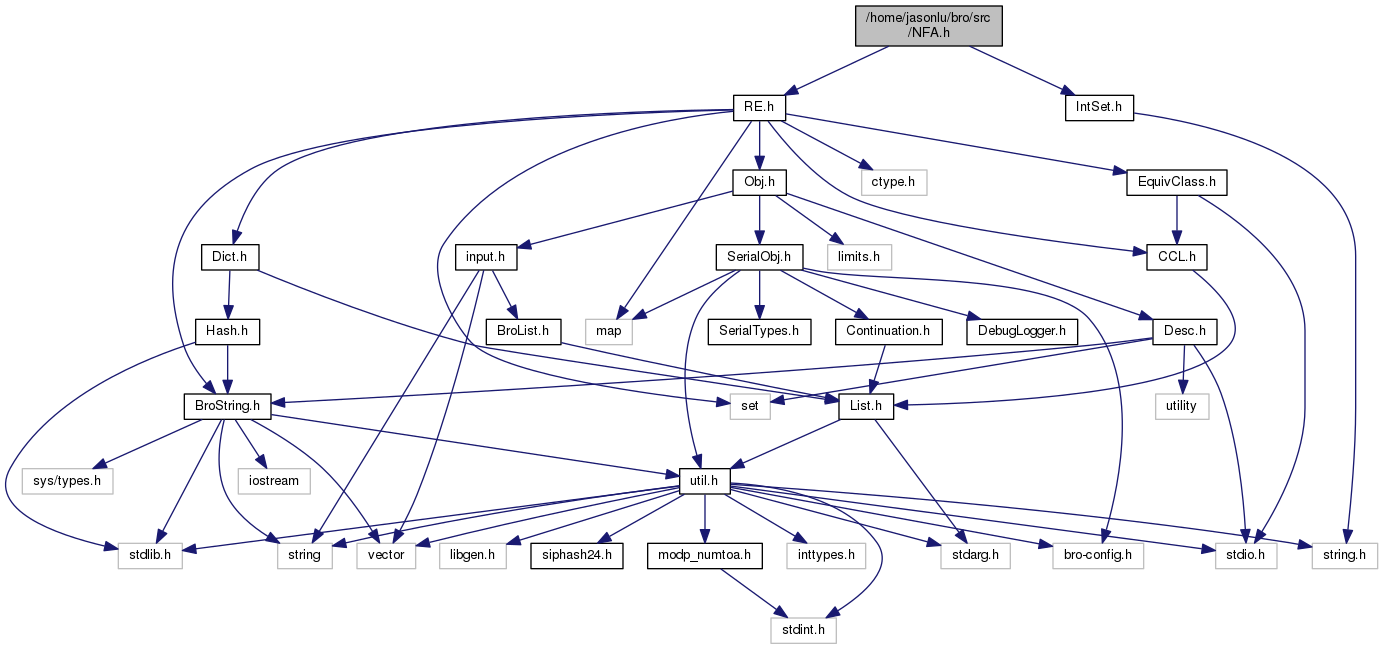 /home/jasonlu/bro/src
/NFA.h
RE.h
IntSet.h
Obj.h
ctype.h
EquivClass.h
Dict.h
input.h
SerialObj.h
limits.h
CCL.h
Hash.h
BroList.h
map
SerialTypes.h
Continuation.h
DebugLogger.h
Desc.h
BroString.h
set
List.h
utility
sys/types.h
iostream
util.h
stdlib.h
string
vector
libgen.h
siphash24.h
modp_numtoa.h
inttypes.h
stdarg.h
bro-config.h
stdio.h
string.h
stdint.h